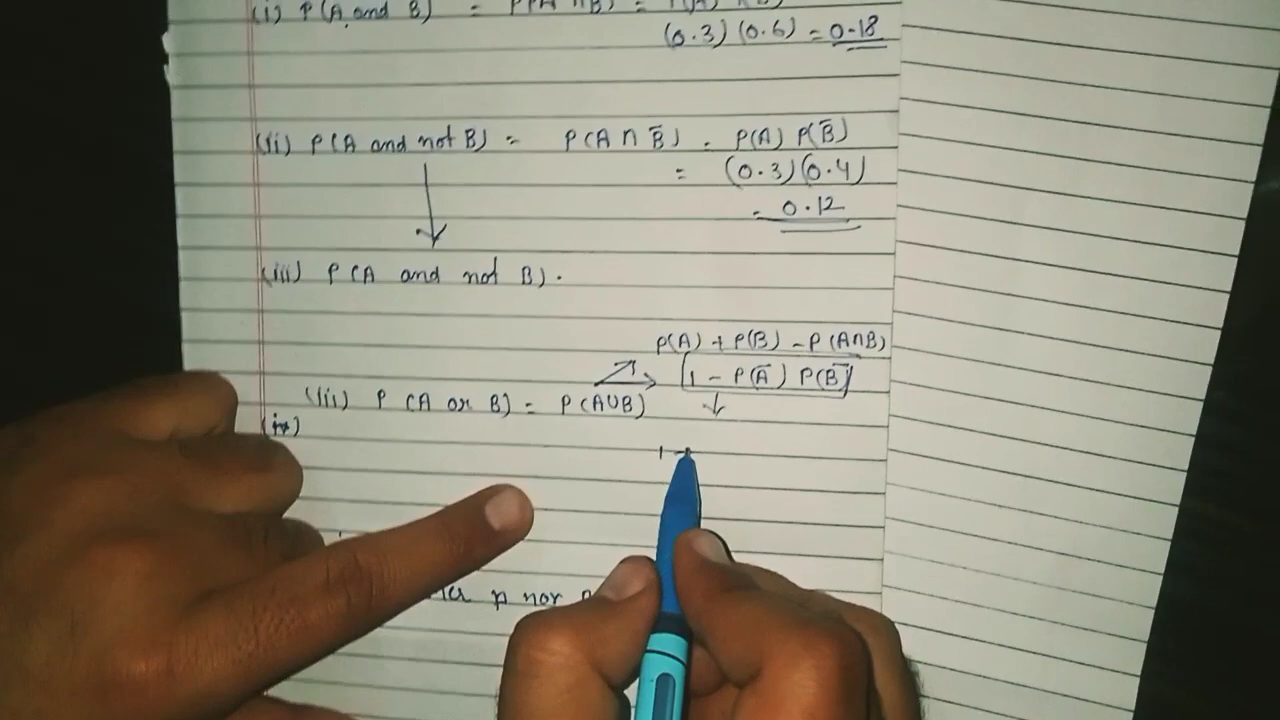 (i) P(A and B) =
(0.3) (0.6) = 0.18
(ii) P(A and not B) = P(A ∩ B̅) = P(A) P(B̅)
= (0.3)(0.4)
= 0.12
(iii) P(A and not B).
P(A) + P(B) - P(A∩B)
1 - P(A̅) P(B̅)
(iii) P (A or B) = P(A∪B)
(iv)
1 -
nor